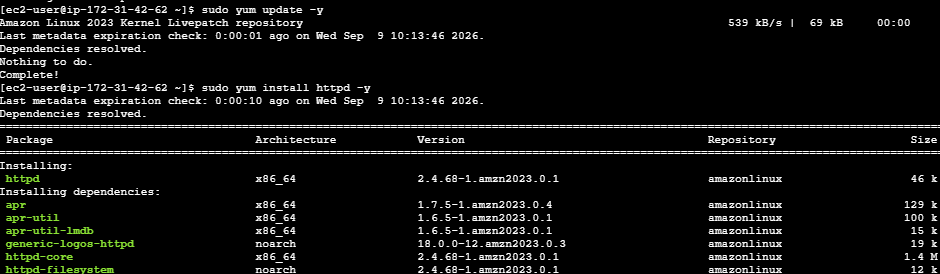 [ec2-user@ip-172-31-42-62 ~]$ sudo yum update -y
Amazon Linux 2023 Kernel Livepatch repository 539 kB/s | 69 kB 00:00
Last metadata expiration check: 0:00:01 ago on Wed Sep 9 10:13:46 2026.
Dependencies resolved.
Nothing to do.
Complete!
[ec2-user@ip-172-31-42-62 ~]$ sudo yum install httpd -y
Last metadata expiration check: 0:00:10 ago on Wed Sep 9 10:13:46 2026.
Dependencies resolved.
Package Architecture Version Repository Size
Installing:
httpd x86_64 2.4.68-1.amzn2023.0.1 amazonlinux 46 k
Installing dependencies:
apr x86_64 1.7.5-1.amzn2023.0.4 amazonlinux 129 k
apr-util x86_64 1.6.5-1.amzn2023.0.1 amazonlinux 100 k
apr-util-lmdb x86_64 1.6.5-1.amzn2023.0.1 amazonlinux 15 k
generic-logos-httpd noarch 18.0.0-12.amzn2023.0.3 amazonlinux 19 k
httpd-core x86_64 2.4.68-1.amzn2023.0.1 amazonlinux 1.4 M
httpd-filesystem noarch 2.4.68-1.amzn2023.0.1 amazonlinux 12 k